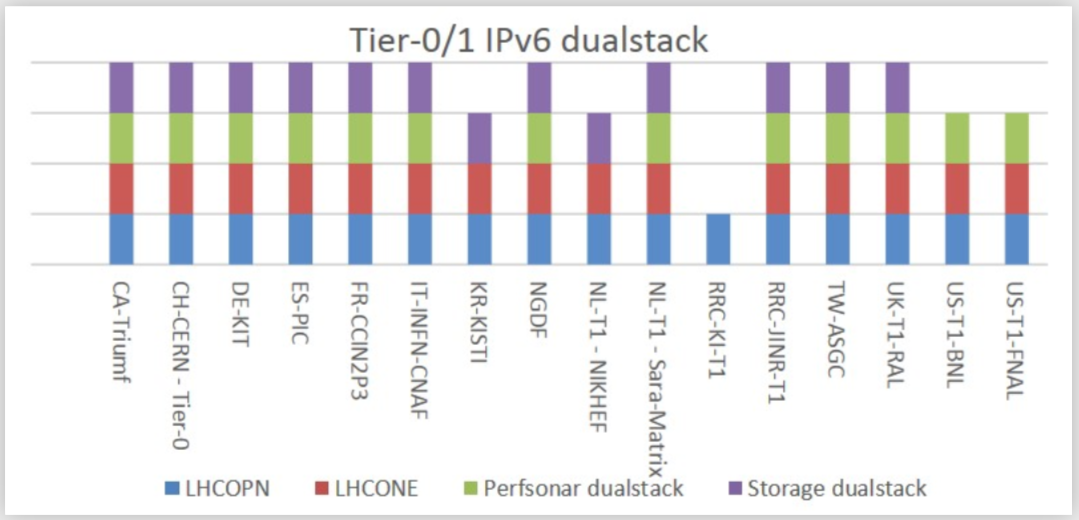 Tier-0/1 IPv6 dualstack
CA-Triumf
CH-CERN - Tier-0
DE-KIT
ES-PIC
FR-CCIN2P3
IT-INFN-CNAF
KR-KISTI
NGDF
NL-T1 - NIKHEF
NL-T1 - Sara-Matrix
RRC-KI-T1
RRC-JINR-T1
TW-ASGC
UK-T1-RAL
US-T1-BNL
US-T1-FNAL
LHCOPN LHCONE Perfsonar dualstack Storage dualstack